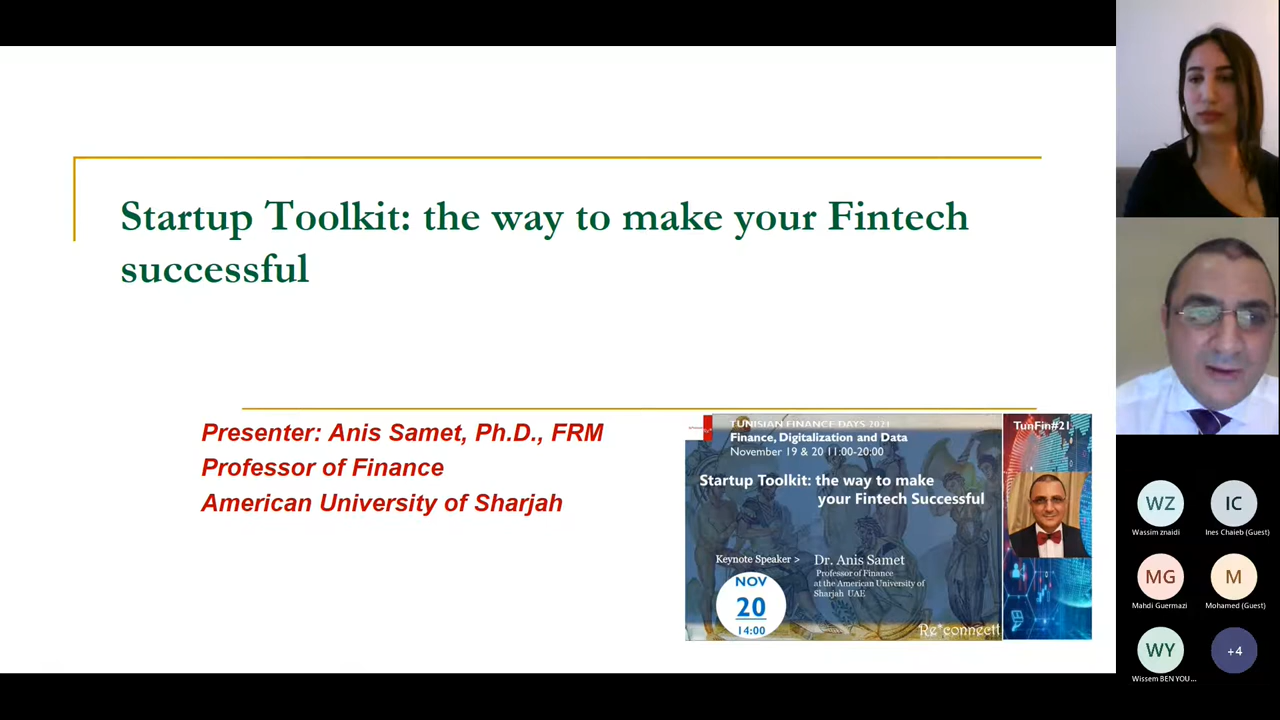 Startup Toolkit: the way to make your Fintech
successful
Presenter: Anis Samet, Ph.D., FRM
Professor of Finance
American University of Sharjah
TUNISIAN FINANCE DAYS 2021
Finance, Digitalization and Data
November 19 & 20 11:00-20:00
Startup Toolkit: the way to make
your Fintech Successful
Keynote Speaker >
Dr. Anis Samet
Professor of Finance
at the American University of
Sharjah UAE
NOV
20
14:00
Re*connect!
TunFin#21
WZ
Wassim znaidi
IC
Ines Chaieb (Guest)
MG
Mahdi Guermazi
M
Mohamed (Guest)
WY
Wissem BEN YOU...
+4